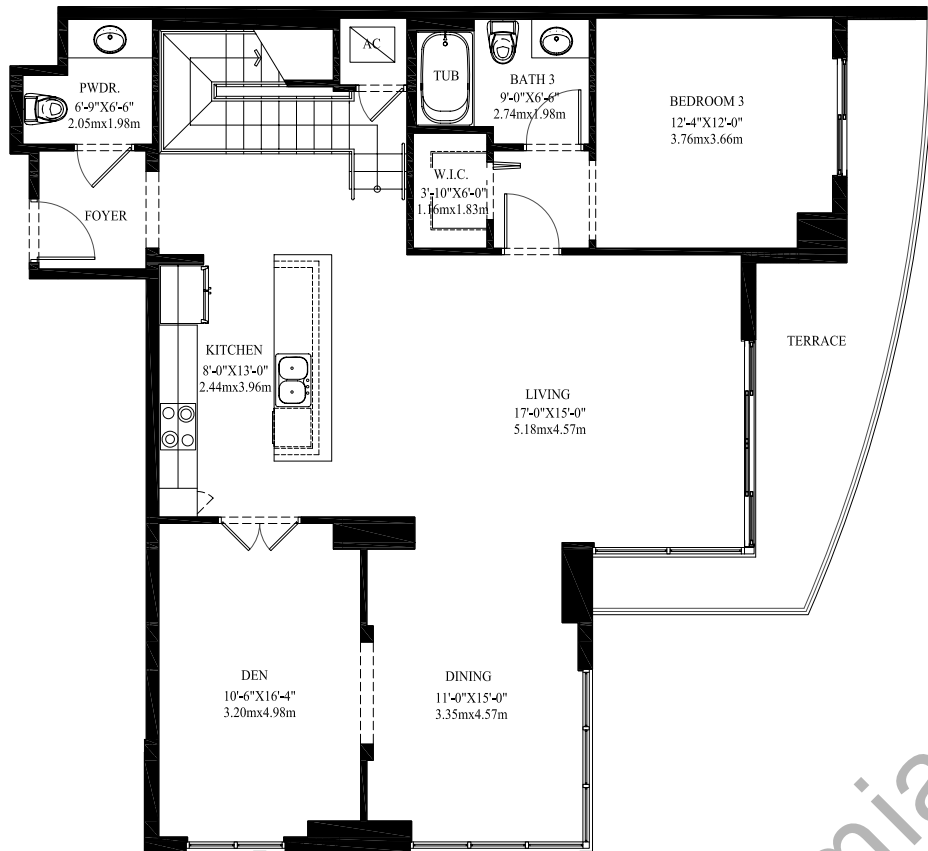 PWDR.
6'-9"X6'-6"
2.05mx1.98m
AC
TUB
BATH 3
9'-0"X6'-6"
2.74mx1.98m
BEDROOM 3
12'-4"X12'-0"
3.76mx3.66m
W.I.C.
3'-10"X6'-0"
1.16mx1.83m
FOYER
KITCHEN
8'-0"X13'-0"
2.44mx3.96m
TERRACE
LIVING
17'-0"X15'-0"
5.18mx4.57m
DEN
10'-6"X16'-4"
3.20mx4.98m
DINING
11'-0"X15'-0"
3.35mx4.57m
mia